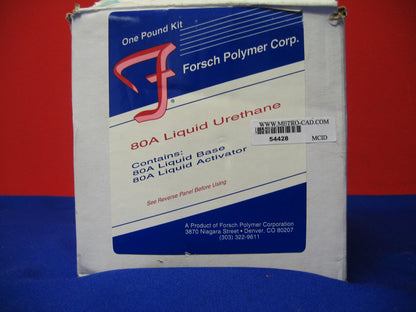 One Pound Kit
F
®
Forsch Polymer Corp.
80A Liquid Urethane
Contains:
80A Liquid Base
80A Liquid Activator
WWW.METRO-CAD.COM
54428 MCID
See Reverse Panel Before Using
A Product of Forsch Polymer Corporation
3870 Niagara Street • Denver, CO 80207
(303) 322-9611